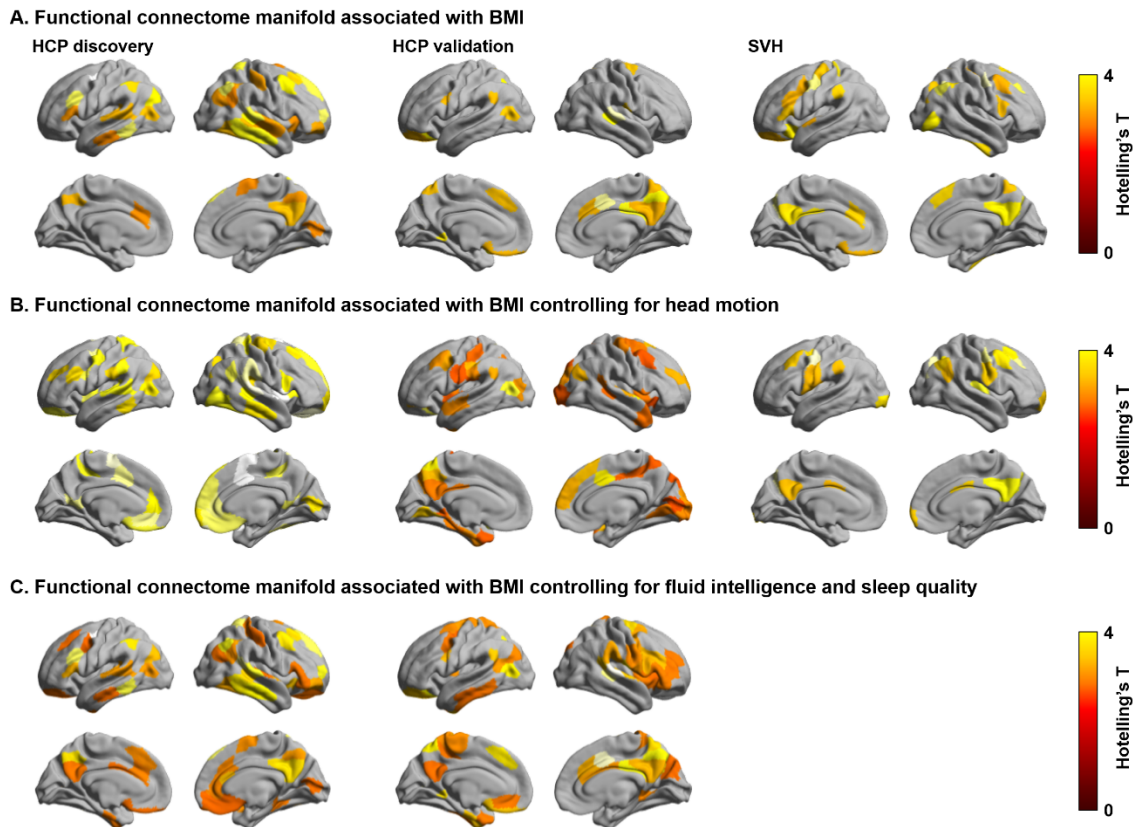 A. Functional connectome manifold associated with BMI
HCP discovery
HCP validation
SVH
4
Hotelling's T
0
B. Functional connectome manifold associated with BMI controlling for head motion
4
Hotelling's T
0
C. Functional connectome manifold associated with BMI controlling for fluid intelligence and sleep quality
4
Hotelling's T
0